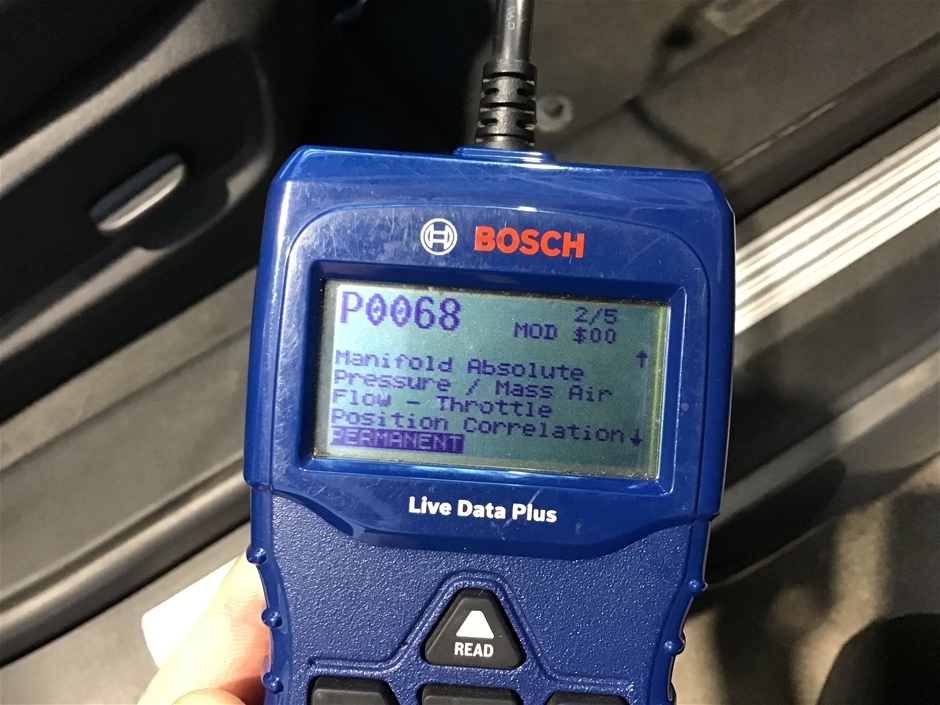 BOSCH
P0068
2/5
MOD $00
Manifold Absolute
Pressure / Mass Air
Flow - Throttle
Position Correlation
PERMANENT
Live Data Plus
READ